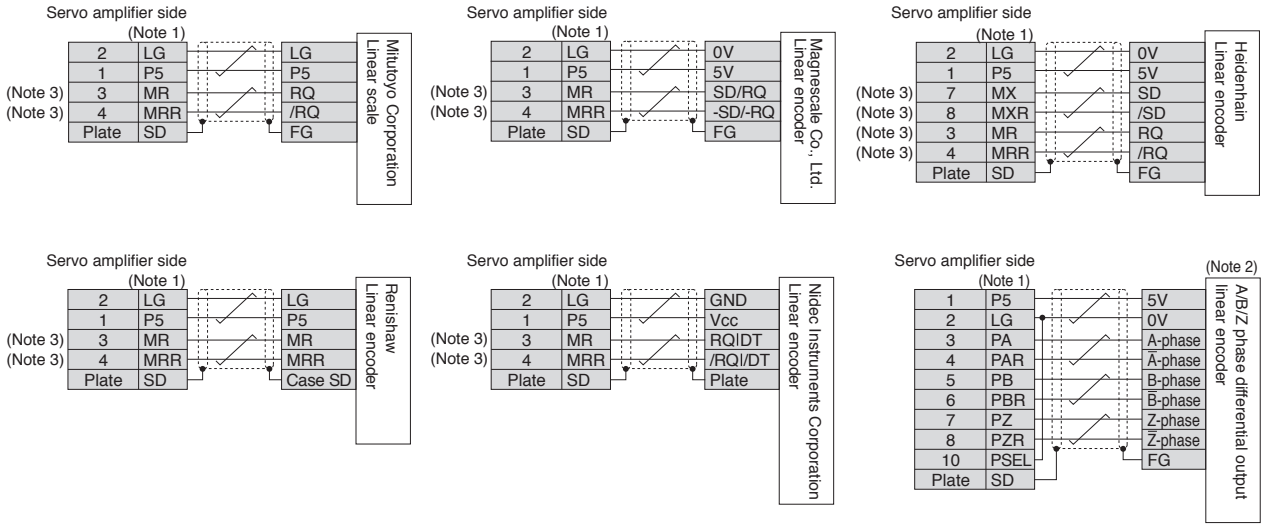 Servo amplifier side
(Note 1)
2 LG LG
1 P5 P5
(Note 3) 3 MR RQ
(Note 3) 4 MRR /RQ
Plate SD FG
Mitutoyo Corporation
Linear scale
Servo amplifier side
(Note 1)
2 LG 0V
1 P5 5V
(Note 3) 3 MR SD/RQ
(Note 3) 4 MRR -SD/-RQ
Plate SD FG
Magnescale Co., Ltd.
Linear encoder
Servo amplifier side
(Note 1)
2 LG 0V
1 P5 5V
(Note 3) 7 MX SD
(Note 3) 8 MXR /SD
(Note 3) 3 MR RQ
(Note 3) 4 MRR /RQ
Plate SD FG
Heidenhain
Linear encoder
Servo amplifier side
(Note 1)
2 LG LG
1 P5 P5
(Note 3) 3 MR MR
(Note 3) 4 MRR MRR
Plate SD Case SD
Renishaw
Linear encoder
Servo amplifier side
(Note 1)
2 LG GND
1 P5 Vcc
(Note 3) 3 MR RQIDT
(Note 3) 4 MRR /RQI/DT
Plate SD Plate
Nidec Instruments Corporation
Linear encoder
Servo amplifier side
(Note 1)
(Note 2)
1 P5 5V
2 LG 0V
3 PA A-phase
4 PAR A̅-phase
5 PB B-phase
6 PBR B̅-phase
7 PZ Z-phase
8 PZR Z̅-phase
10 PSEL FG
Plate SD
A/B/Z phase differential output
linear encoder